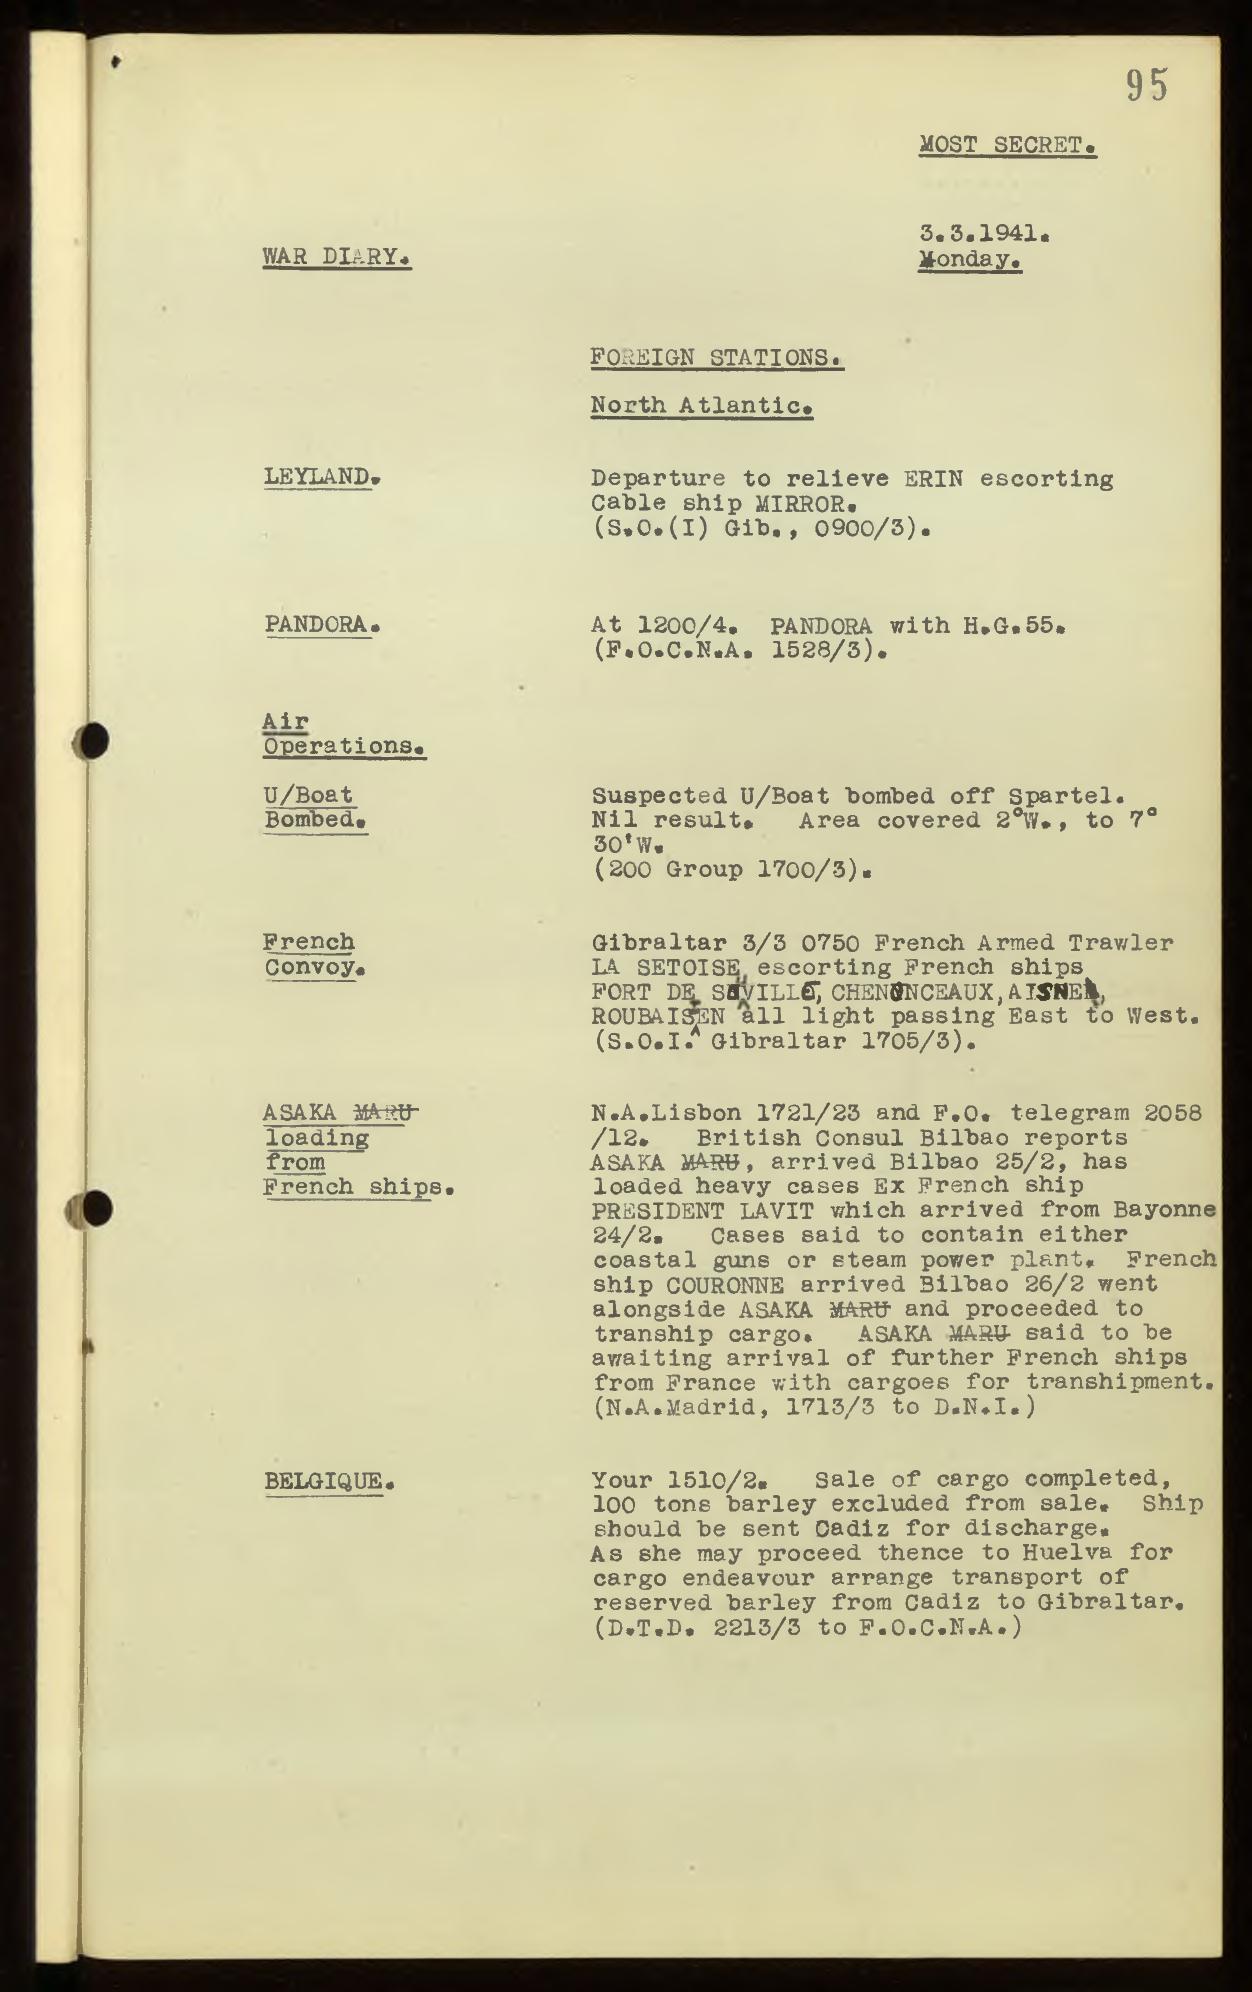 95
MOST SECRET.
3.3.1941.
WAR DIARY.
Monday.
FOREIGN STATIONS.
North Atlantic.
LEYLAND.
Departure to relieve ERIN escorting
Cable ship MIRROR.
(S.O.(I) Gib., 0900/3).
PANDORA.
At 1200/4. PANDORA with H.G.55.
(F.O.C.N.A. 1528/3).
Air
Operations.
U/Boat
Bombed.
Suspected U/Boat bombed off Spartel.
Nil result. Area covered 2°W., to 7°
30'W.
(200 Group 1700/3).
French
Convoy.
Gibraltar 3/3 0750 French Armed Trawler
LA SETOISE escorting French ships
FORT DE CHENONCEAUX, AISNE,
ROUBAISIEN all light passing East to West.
(S.O.I. Gibraltar 1705/3).
ASAKA MARU
loading
from
French ships.
N.A.Lisbon 1721/23 and F.O. telegram 2058
/12. British Consul Bilbao reports
ASAKA MARU, arrived Bilbao 25/2, has
loaded heavy cases Ex French ship
PRESIDENT LAVIT which arrived from Bayonne
24/2. Cases said to contain either
coastal guns or steam power plant. French
ship COURONNE arrived Bilbao 26/2 went
alongside ASAKA MARU and proceeded to
tranship cargo. ASAKA MARU said to be
awaiting arrival of further French ships
from France with cargoes for transhipment.
(N.A.Madrid, 1713/3 to D.N.I.)
BELGIQUE.
Your 1510/2. Sale of cargo completed,
100 tons barley excluded from sale. Ship
should be sent Cadiz for discharge.
As she may proceed thence to Huelva for
cargo endeavour arrange transport of
reserved barley from Cadiz to Gibraltar.
(D.T.D. 2213/3 to F.O.C.N.A.)